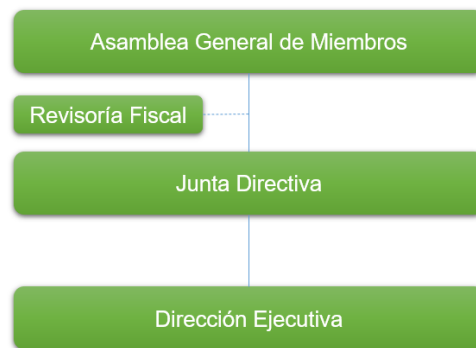 Asamblea General de Miembros
Revisoría Fiscal
Junta Directiva
Dirección Ejecutiva